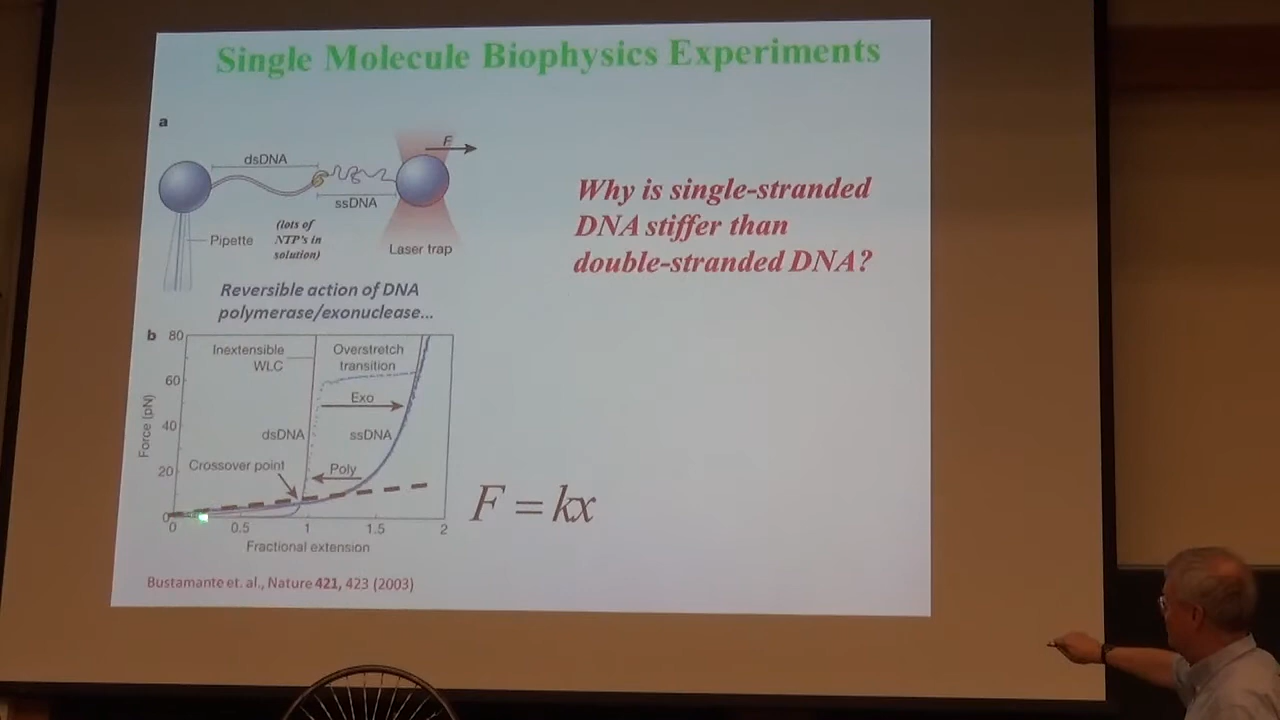 Single Molecule Biophysics Experiments
a
dsDNA
F
ssDNA
Pipette
(lots of
NTP's in
solution)
Laser trap
Why is single-stranded
DNA stiffer than
double-stranded DNA?
Reversible action of DNA
polymerase/exonuclease...
b
80
60
40
20
0
Force (pN)
Inextensible
WLC
Overstretch
transition
Exo
dsDNA
ssDNA
Crossover point
Poly
0
0.5
1
1.5
2
Fractional extension
F = kx
Bustamante et. al., Nature 421, 423 (2003)